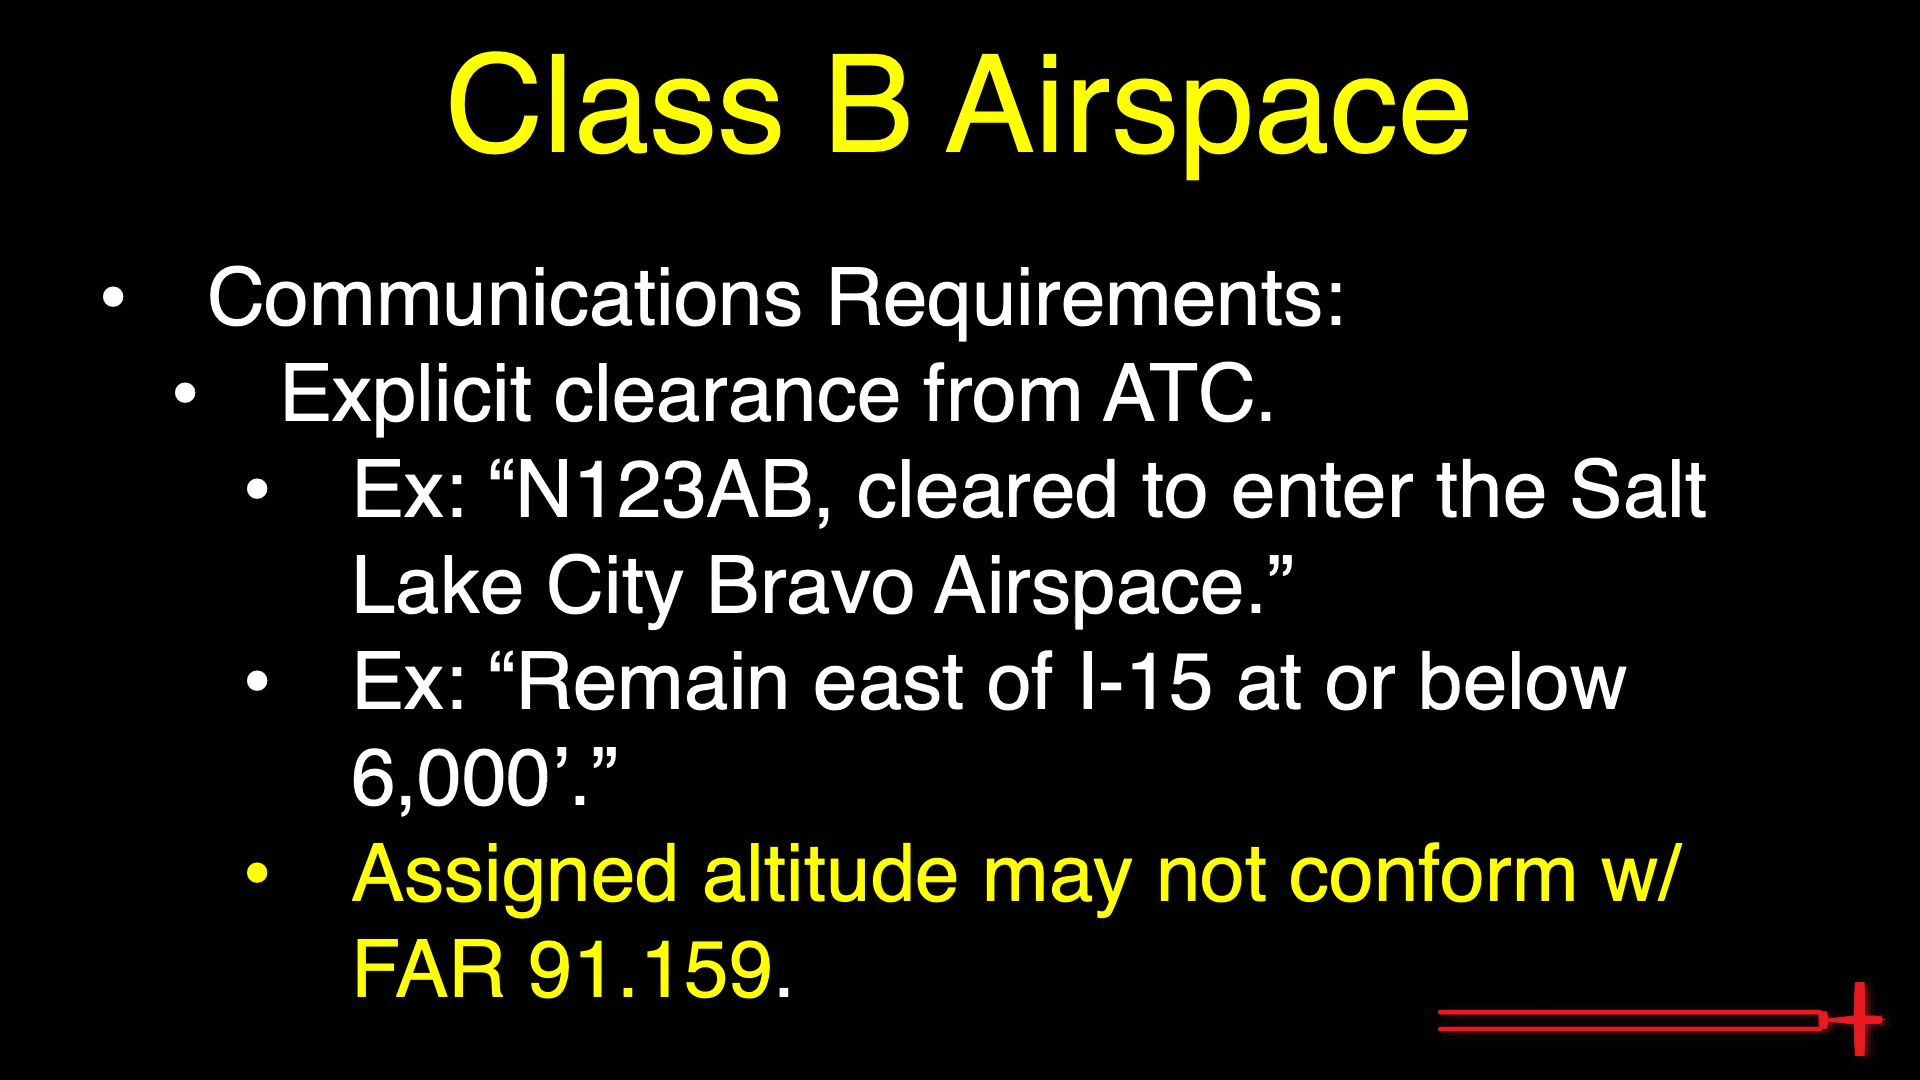 Class B Airspace
• Communications Requirements:
• Explicit clearance from ATC.
• Ex: “N123AB, cleared to enter the Salt
Lake City Bravo Airspace.”
• Ex: “Remain east of I-15 at or below
6,000’.”
• Assigned altitude may not conform w/
FAR 91.159.